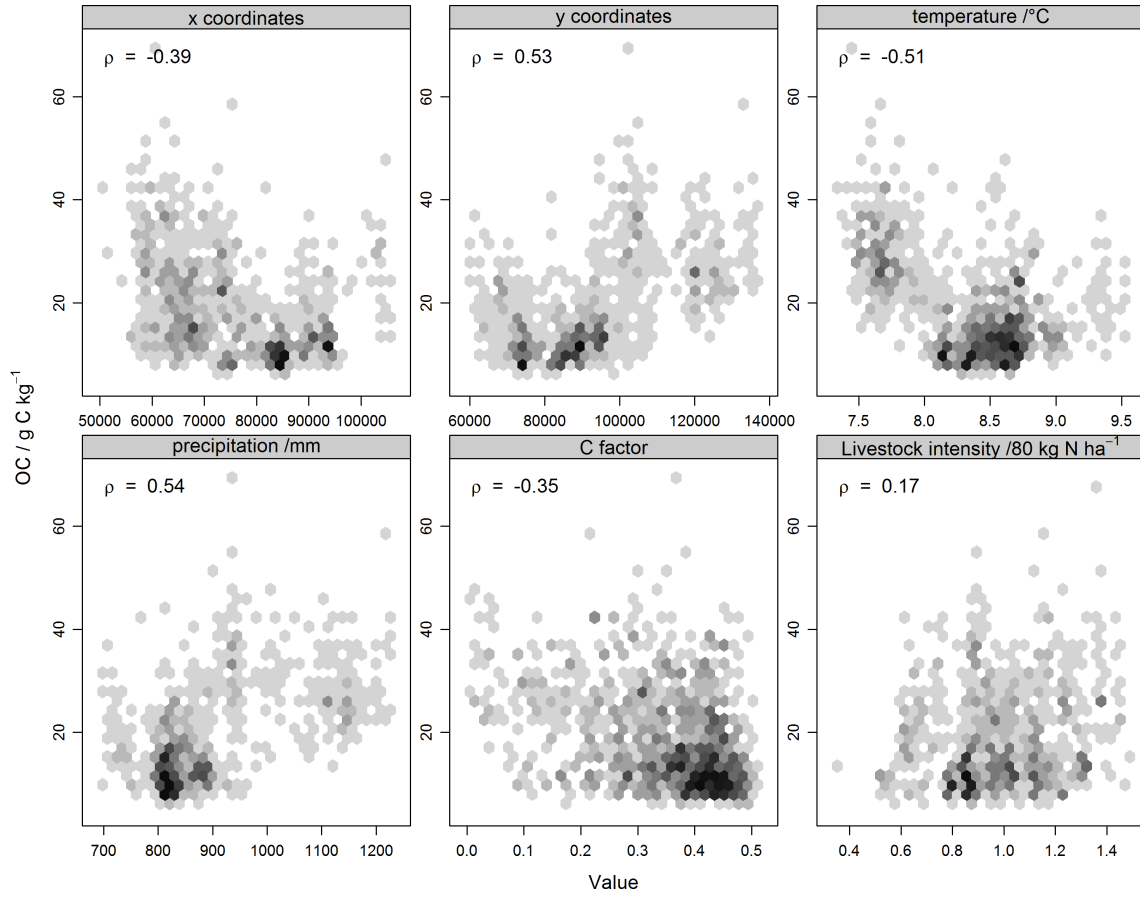 x coordinates
y coordinates
temperature /°C
ρ = -0.39
ρ = 0.53
ρ = -0.51
60
40
20
60
40
20
60
40
20
50000 60000 70000 80000 90000 100000
60000 80000 100000 120000 140000
7.5 8.0 8.5 9.0 9.5
OC / g C kg⁻¹
precipitation /mm
C factor
Livestock intensity /80 kg N ha⁻¹
ρ = 0.54
ρ = -0.35
ρ = 0.17
60
40
20
60
40
20
60
40
20
700 800 900 1000 1100 1200
0.0 0.1 0.2 0.3 0.4 0.5
0.4 0.6 0.8 1.0 1.2 1.4
Value